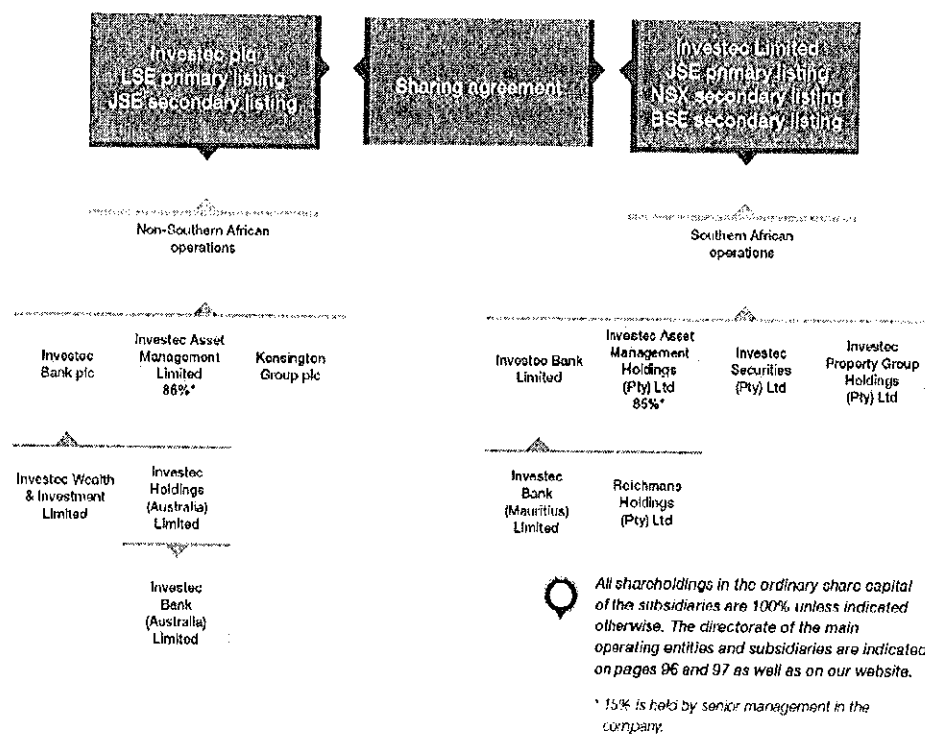 Investec plc
LSE primary listing
JSE secondary listing
Sharing agreement
Investec Limited
JSE primary listing
NSX secondary listing
BSE secondary listing
Non-Southern African
operations
Southern African
operations
Investec
Bank plc
Investec Asset
Management
Limited
85%*
Kensington
Group plc
Investec Bank
Limited
Investec Asset
Management
Holdings
(Pty) Ltd
85%*
Investec
Securities
(Pty) Ltd
Investec
Property Group
Holdings
(Pty) Ltd
Investec Wealth
& Investment
Limited
Investec
Holdings
(Australia)
Limited
Investec
Bank
(Mauritius)
Limited
Reichmans
Holdings
(Pty) Ltd
Investec
Bank
(Australia)
Limited
All shareholdings in the ordinary share capital
of the subsidiaries are 100% unless indicated
otherwise. The directorate of the main
operating entities and subsidiaries are indicated
on pages 96 and 97 as well as on our website.
* 15% is held by senior management in the
company.